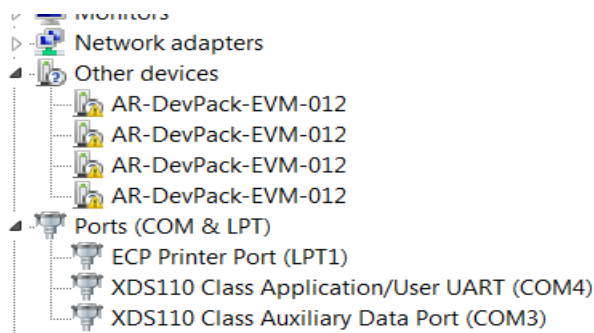 Monitors
Network adapters
Other devices
AR-DevPack-EVM-012
AR-DevPack-EVM-012
AR-DevPack-EVM-012
AR-DevPack-EVM-012
Ports (COM & LPT)
ECP Printer Port (LPT1)
XDS110 Class Application/User UART (COM4)
XDS110 Class Auxiliary Data Port (COM3)